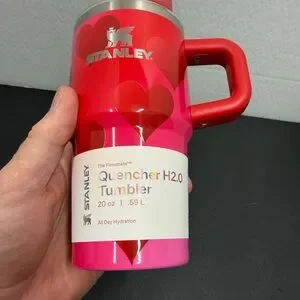 STANLEY
STANLEY
The Flowstate™
Quencher H2.0
Tumbler
20 oz | .59 L
All Day Hydration